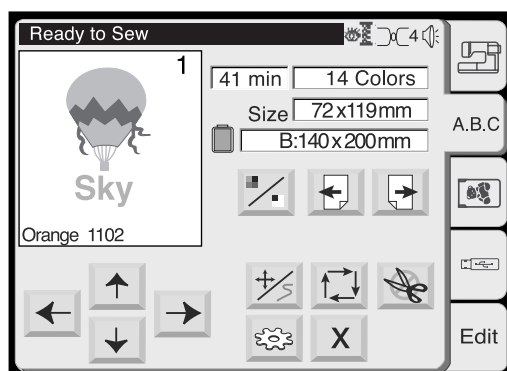 Ready to Sew
4
1
41 min
14 Colors
Size
72x119mm
B:140x200mm
Sky
Orange 1102
A.B.C
X
Edit